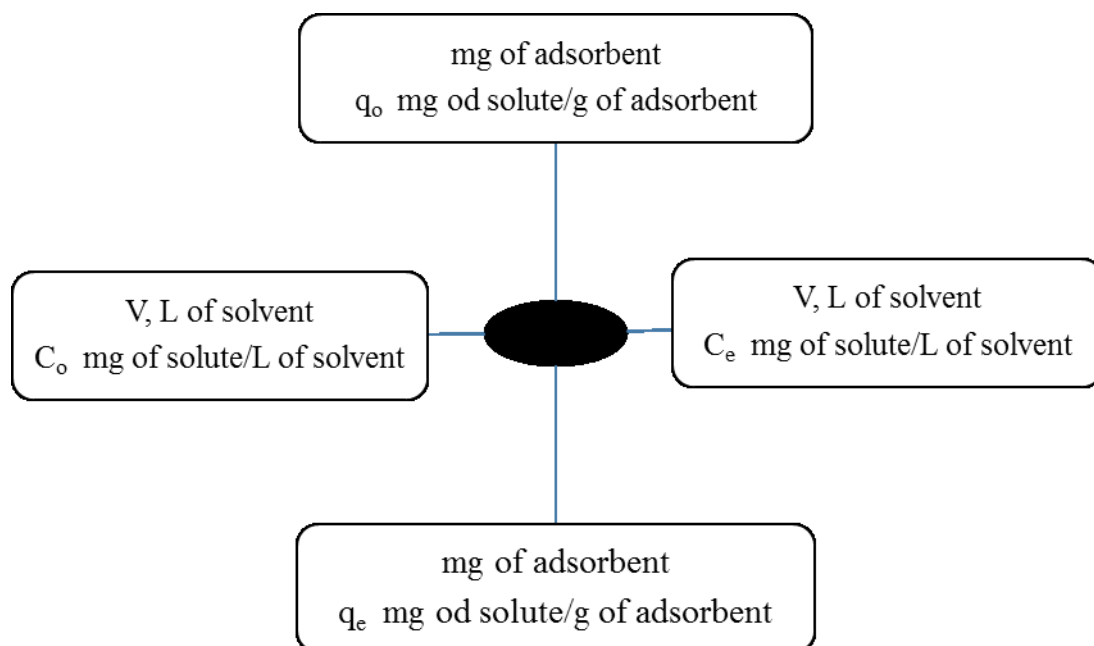 mg of adsorbent
qₒ mg od solute/g of adsorbent
V, L of solvent
Cₒ mg of solute/L of solvent
V, L of solvent
Cₑ mg of solute/L of solvent
mg of adsorbent
qₑ mg od solute/g of adsorbent